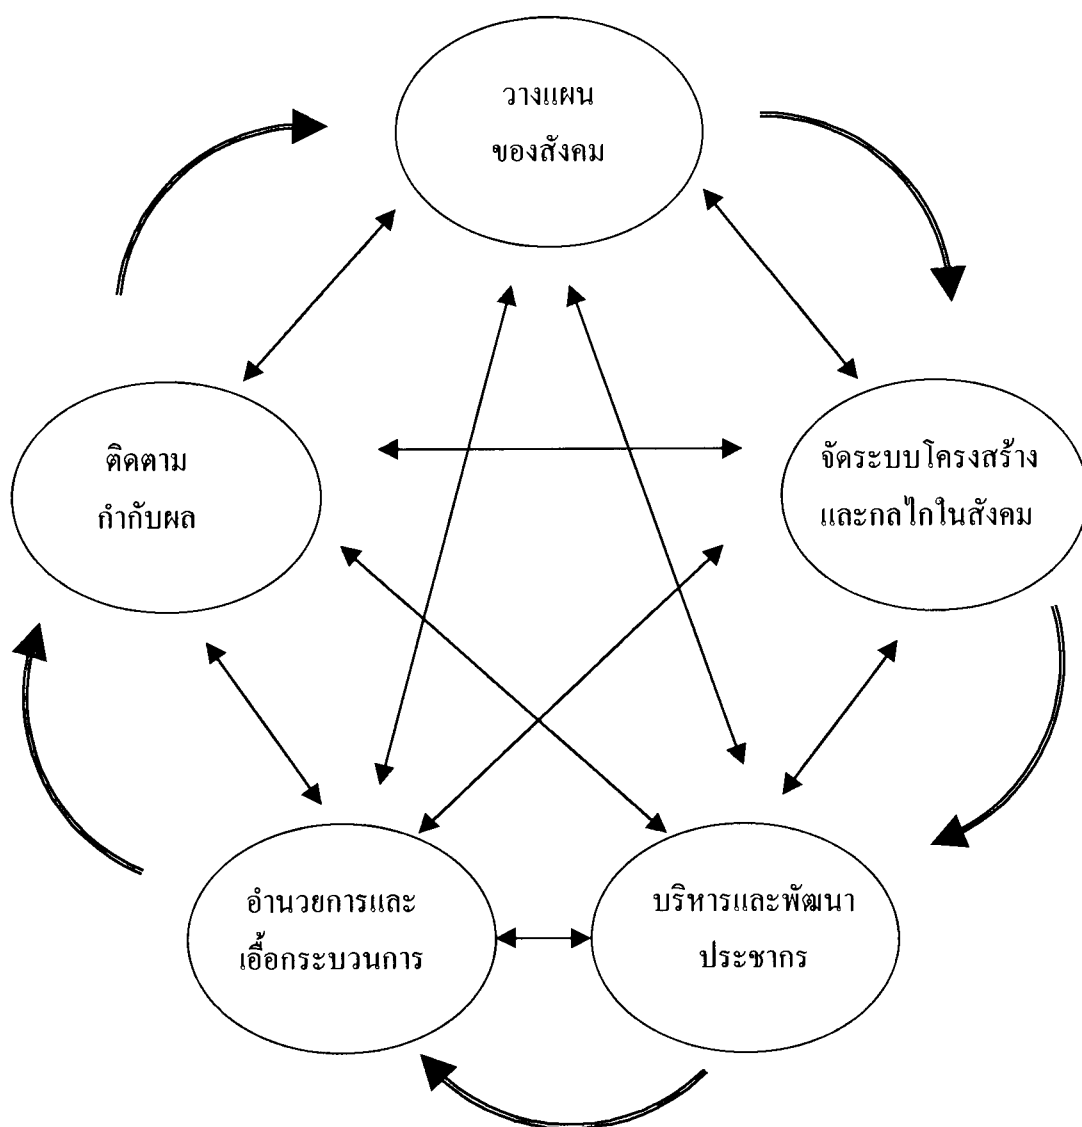 วางแผน
ของสังคม
ติดตาม
กำกับผล
จัดระบบโครงสร้าง
และกลไกในสังคม
อำนวยการและ
เอื้อกระบวนการ
บริหารและพัฒนา
ประชากร